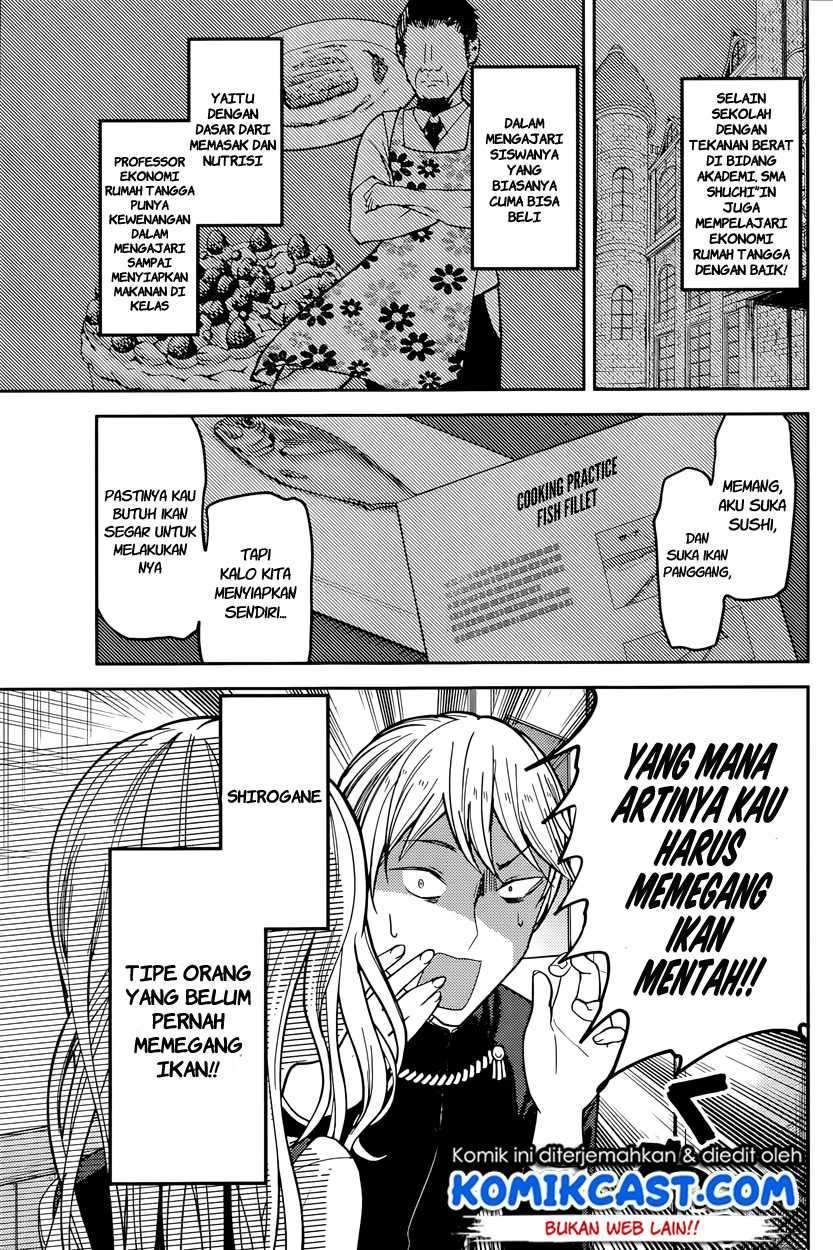 SELAIN
SEKOLAH
DENGAN
TEKANAN BERAT
DI BIDANG
AKADEMI, SMA
SHUCHI"IN
JUGA
MEMPELAJARI
EKONOMI
RUMAH TANGGA
DENGAN BAIK!
DALAM
MENGAJARI
SISWANYA
YANG
BIASANYA
CUMA BISA
BELI
YAITU
DENGAN
DASAR DARI
MEMASAK DAN
NUTRISI
PROFESSOR
EKONOMI
RUMAH TANGGA
PUNYA
KEWENANGAN
DALAM
MENGAJARI
SAMPAI
MENYIAPKAN
MAKANAN DI
KELAS
MEMANG,
AKU SUKA
SUSHI,
DAN
SUKA IKAN
PANGGANG,
COOKING PRACTICE
FISH FILLET
TAPI
KALO KITA
MENYIAPKAN
SENDIRI...
PASTINYA KAU
BUTUH IKAN
SEGAR UNTUK
MELAKUKAN
NYA
YANG MANA
ARTINYA KAU
HARUS
MEMEGANG
IKAN
MENTAH!!
SHIROGANE
TIPE ORANG
YANG BELUM
PERNAH
MEMEGANG
IKAN!!
Komik ini diterjemahkan & diedit oleh
KOMIKCAST.COM
BUKAN WEB LAIN!!